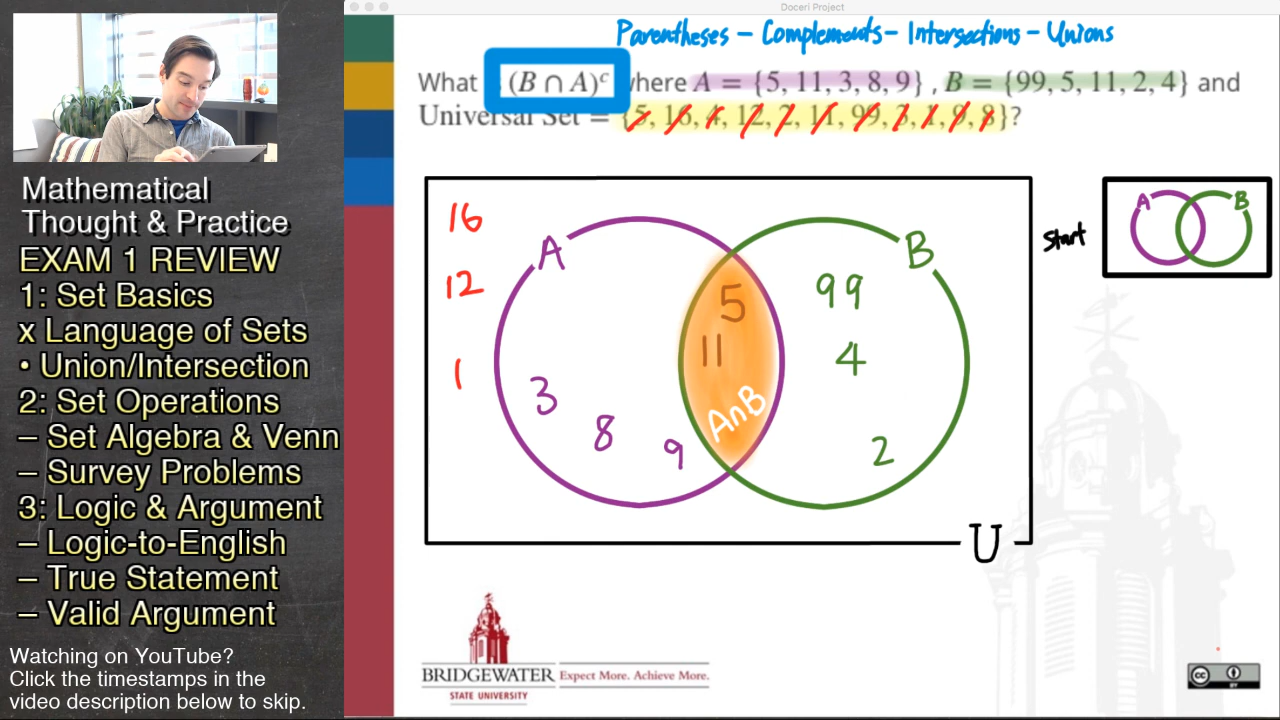 Doceri Project
Parentheses – Complements – Intersections – Unions
What (B ∩ A)ᶜ here A = {5, 11, 3, 8, 9} , B = {99, 5, 11, 2, 4} and
Universal Set = {5, 16, 4, 12, 2, 11, 99, 3, 1, 9, 8}?
Mathematical
Thought & Practice
EXAM 1 REVIEW
1: Set Basics
x Language of Sets
• Union/Intersection
2: Set Operations
– Set Algebra & Venn
– Survey Problems
3: Logic & Argument
– Logic-to-English
– True Statement
– Valid Argument
Watching on YouTube?
Click the timestamps in the
video description below to skip.
16
12
1
A
B
5
11
A∩B
3
8
9
99
4
2
U
Start
A
B
BRIDGEWATER
STATE UNIVERSITY
Expect More. Achieve More.
cc
BY